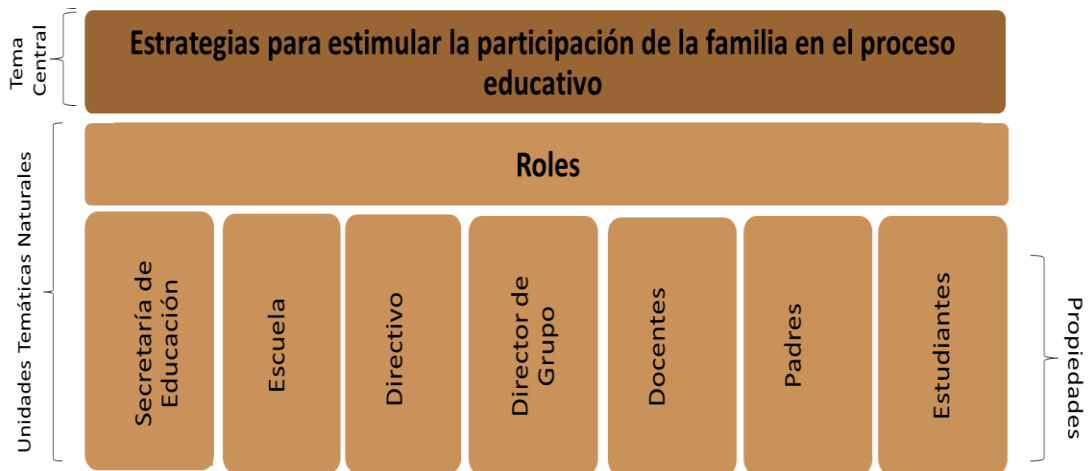 Tema
Central
Estrategias para estimular la participación de la familia en el proceso
educativo
Unidades Temáticas Naturales
Roles
Secretaría de
Educación
Escuela
Directivo
Director de
Grupo
Docentes
Padres
Estudiantes
Propiedades